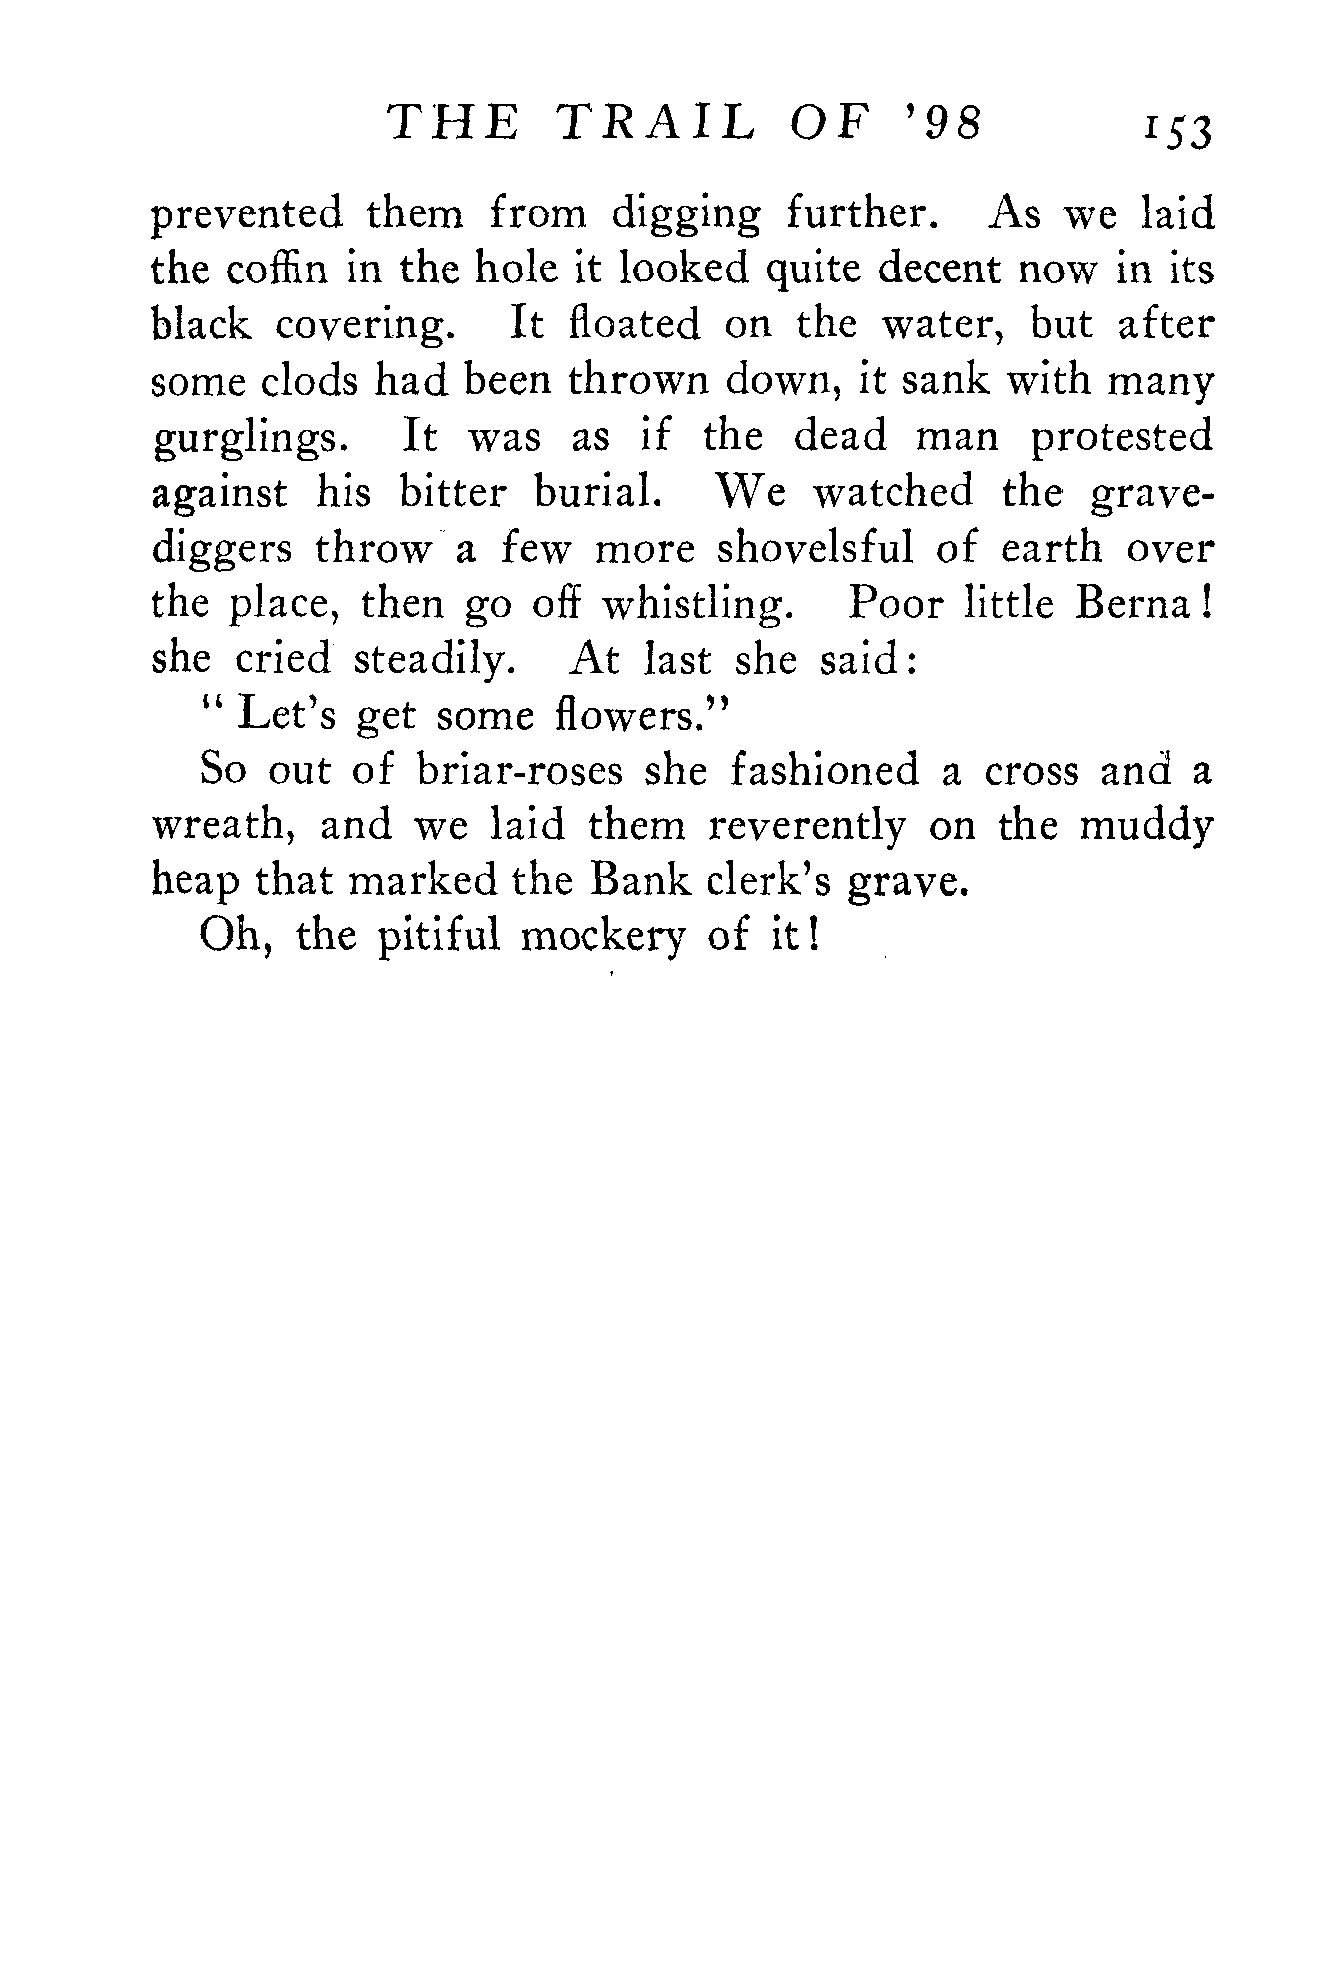 THE TRAIL OF '98 153
prevented them from digging further. As we laid
the coffin in the hole it looked quite decent now in its
black covering. It floated on the water, but after
some clods had been thrown down, it sank with many
gurglings. It was as if the dead man protested
against his bitter burial. We watched the grave-
diggers throw a few more shovelsful of earth over
the place, then go off whistling. Poor little Berna!
she cried steadily. At last she said:
"Let's get some flowers."
So out of briar-roses she fashioned a cross and a
wreath, and we laid them reverently on the muddy
heap that marked the Bank clerk's grave.
Oh, the pitiful mockery of it!